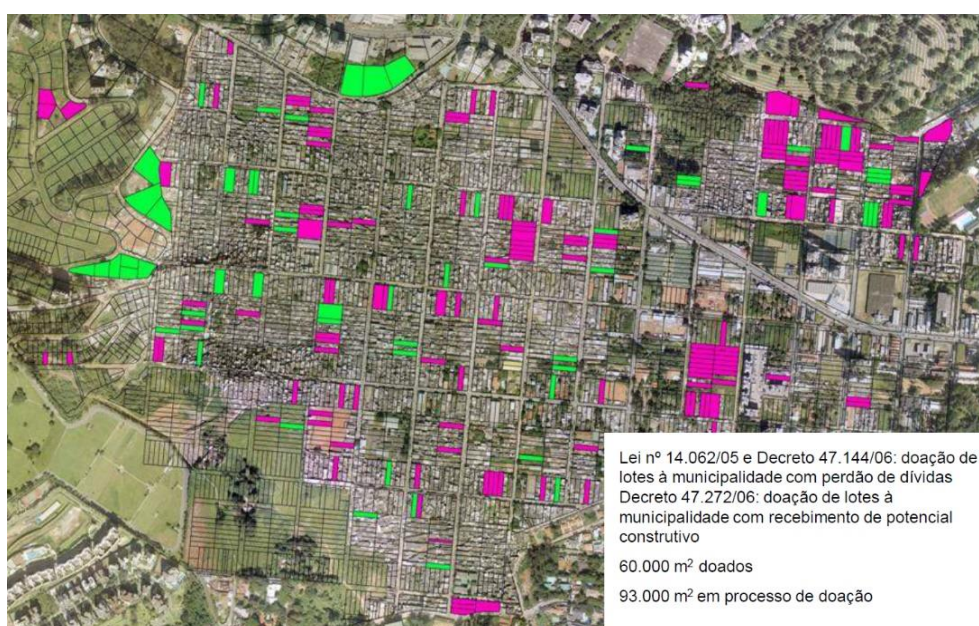 Lei nº 14.062/05 e Decreto 47.144/06: doação de
lotes à municipalidade com perdão de dívidas
Decreto 47.272/06: doação de lotes à
municipalidade com recebimento de potencial
construtivo
60.000 m² doados
93.000 m² em processo de doação